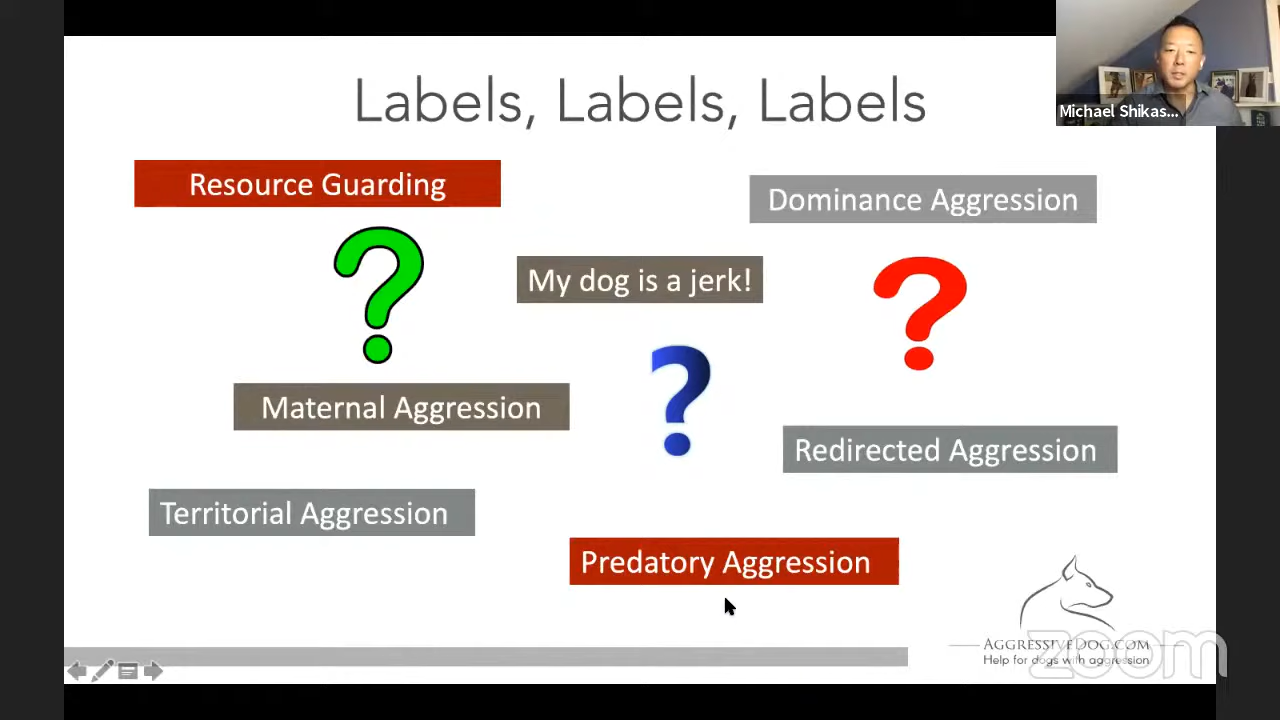 Labels, Labels, Labels
Michael Shikas...
Resource Guarding
Dominance Aggression
My dog is a jerk!
Maternal Aggression
Redirected Aggression
Territorial Aggression
Predatory Aggression
AGGRESSIVEDOG.COM
Help for dogs with aggression
zoom